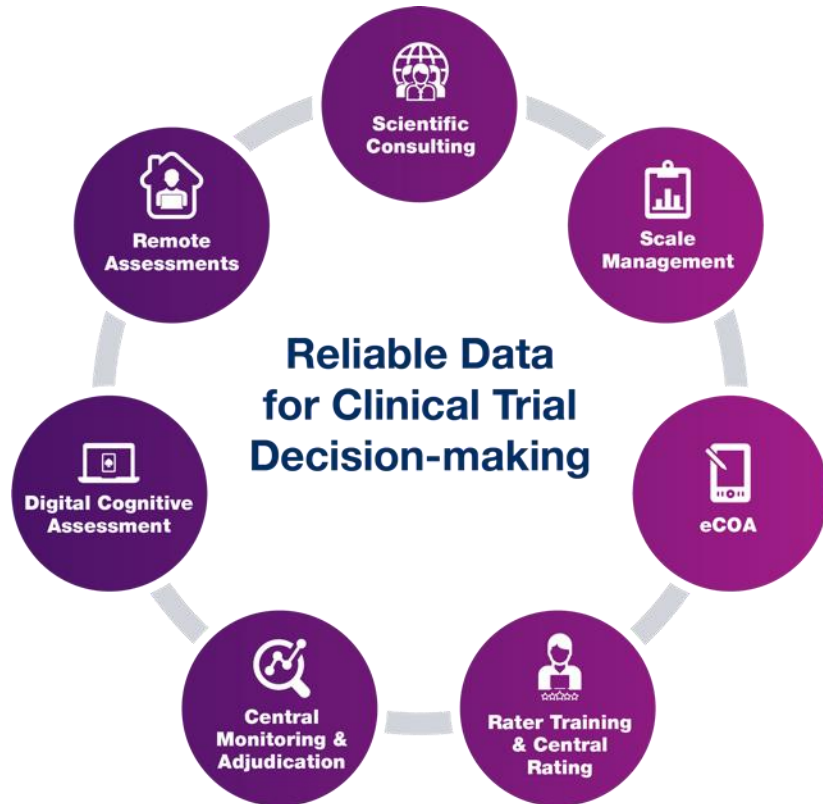 Scientific
Consulting
Scale
Management
eCOA
Rater Training
& Central
Rating
Central
Monitoring &
Adjudication
Digital Cognitive
Assessment
Remote
Assessments
Reliable Data
for Clinical Trial
Decision-making